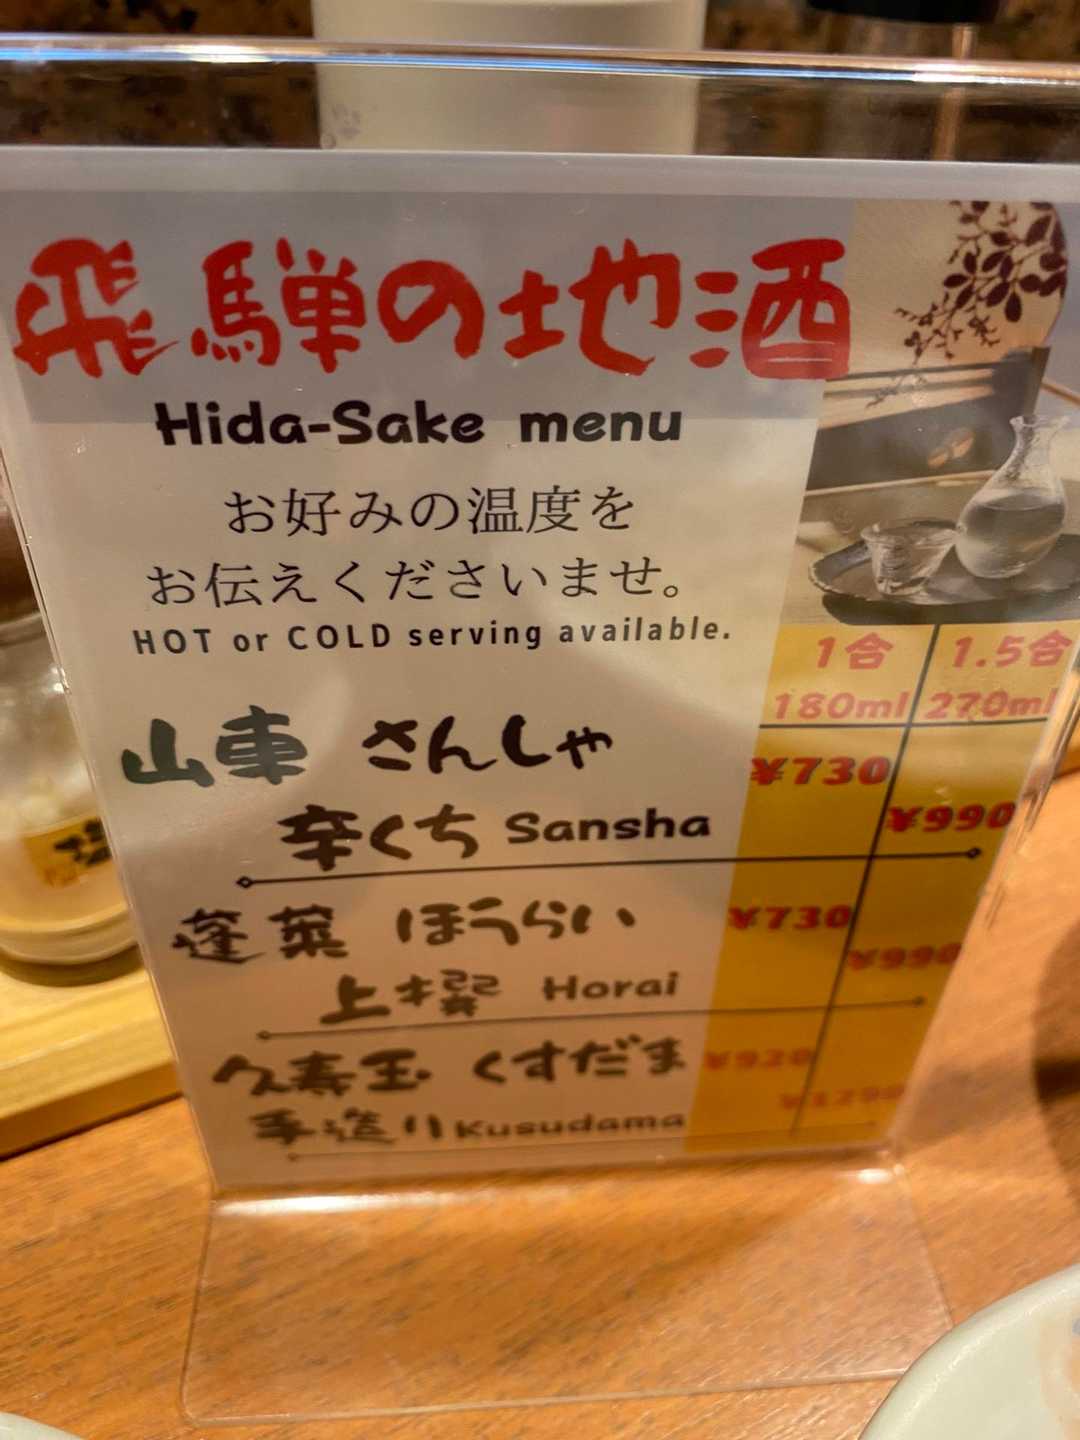 飛騨の地酒
Hida-Sake menu
お好みの温度を
お伝えくださいませ。
HOT or COLD serving available.
1合 1.5合
180ml 270ml
山車 さんしゃ ¥730
辛くち Sansha ¥990
蓬莱 ほうらい ¥730
上撰 Horai ¥990
久寿玉 くすだま ¥930
手造り Kusudama ¥1290